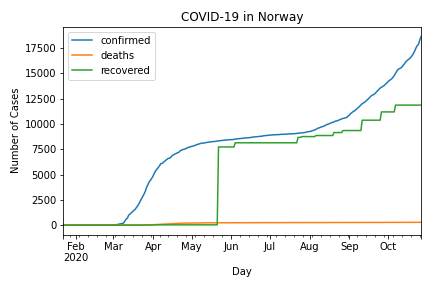 COVID-19 in Norway
confirmed
deaths
recovered
Number of Cases
17500
15000
12500
10000
7500
5000
2500
0
Feb Mar Apr May Jun Jul Aug Sep Oct
2020
Day